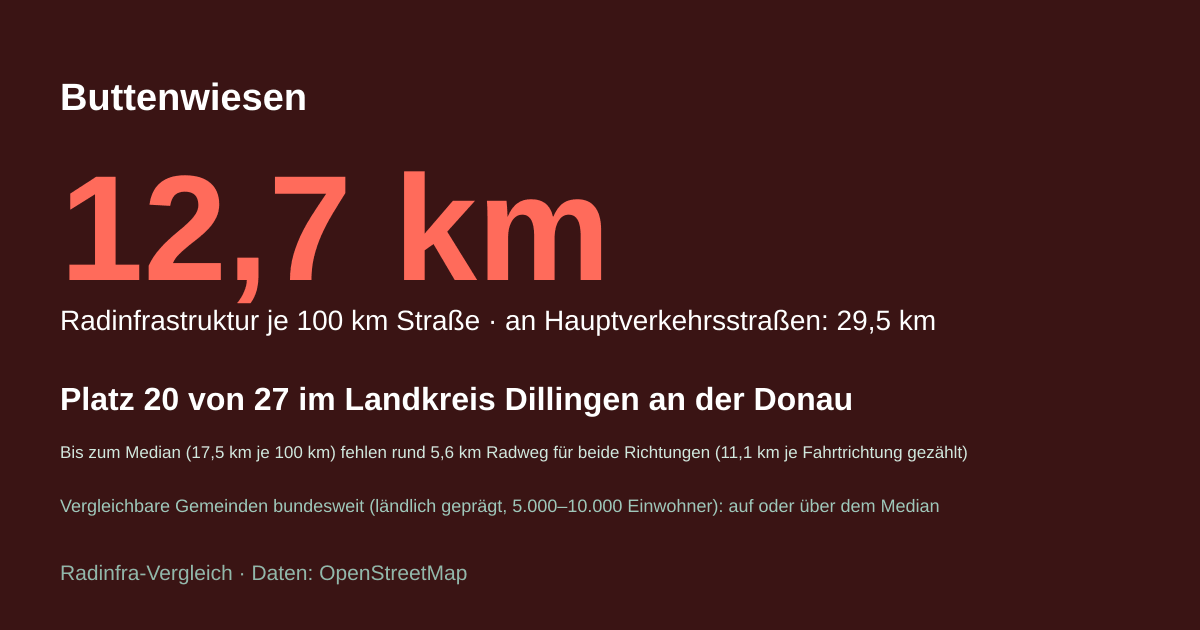 Buttenwiesen
12,7 km
Radinfrastruktur je 100 km Straße · an Hauptverkehrsstraßen: 29,5 km
Platz 20 von 27 im Landkreis Dillingen an der Donau
Bis zum Median (17,5 km je 100 km) fehlen rund 5,6 km Radweg für beide Richtungen (11,1 km je Fahrtrichtung gezählt)
Vergleichbare Gemeinden bundesweit (ländlich geprägt, 5.000–10.000 Einwohner): auf oder über dem Median
Radinfra-Vergleich · Daten: OpenStreetMap